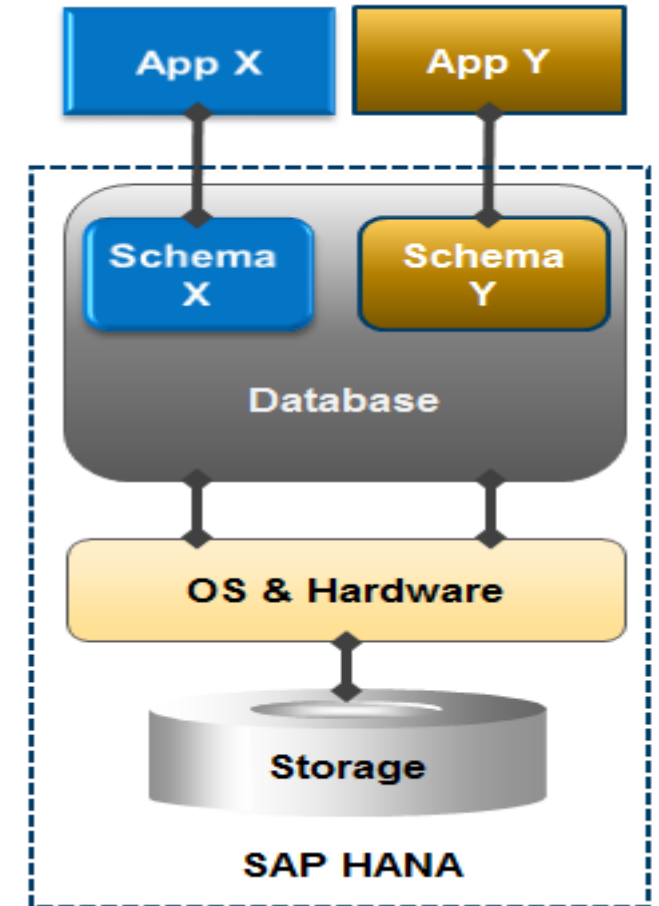 App X
App Y
Schema
X
Schema
Y
Database
OS & Hardware
Storage
SAP HANA